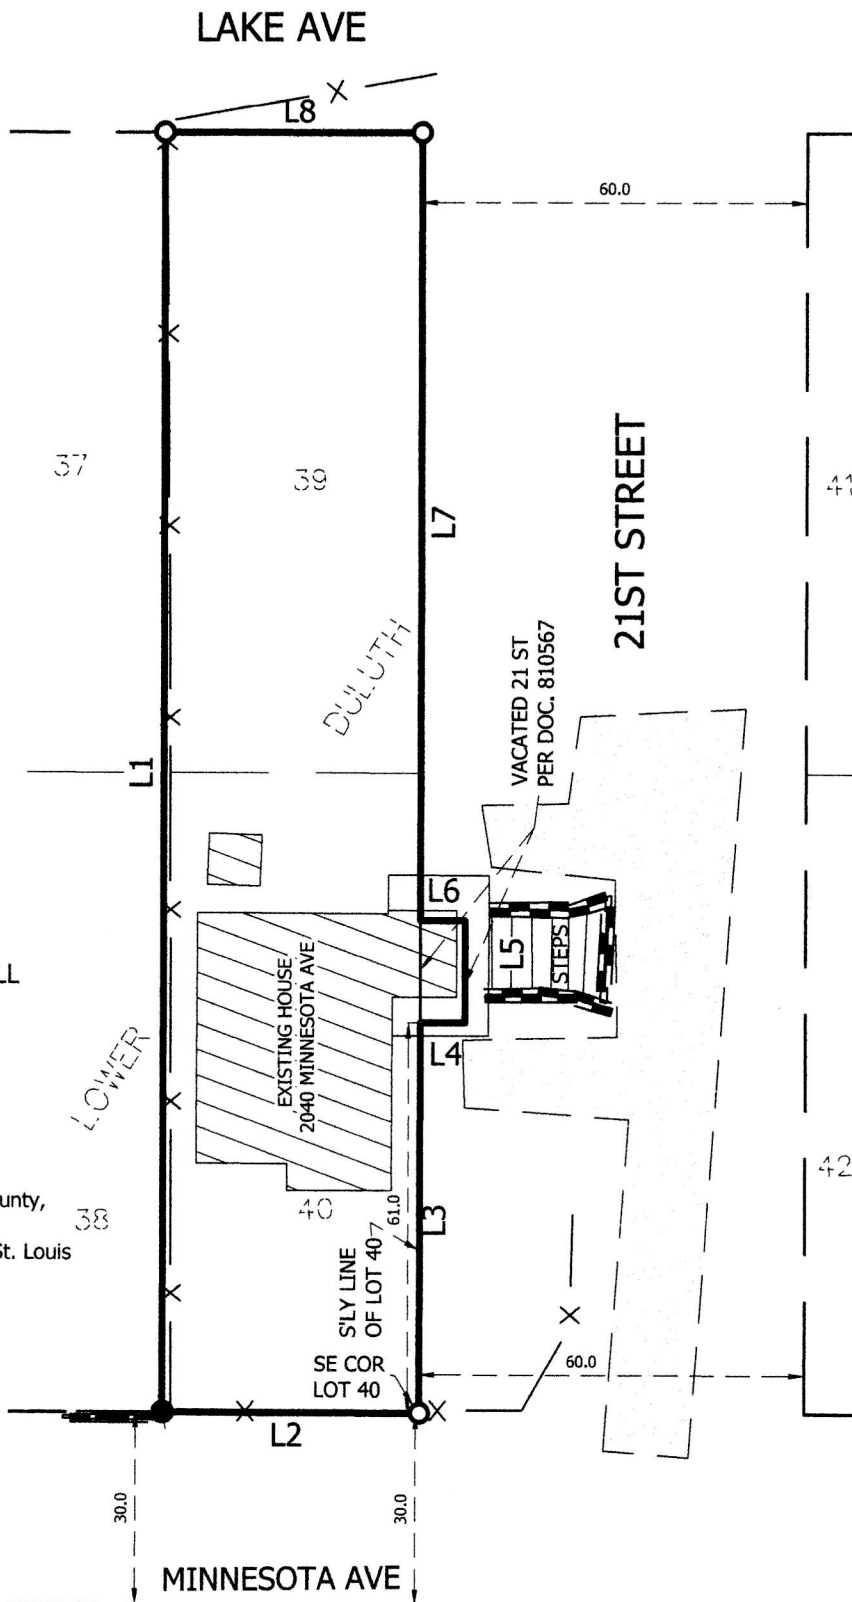 LAKE AVE
L8
60.0
37
39
41
L7
21ST STREET
DULUTH
VACATED 21 ST
PER DOC. 810567
L1
L6
L5
STEPS
LL
EXISTING HOUSE
2040 MINNESOTA AVE
L4
LOWER
unty,
38
40
61.0
L3
42
St. Louis
S'LY LINE
OF LOT 40
SE COR
LOT 40
60.0
L2
30.0
30.0
MINNESOTA AVE